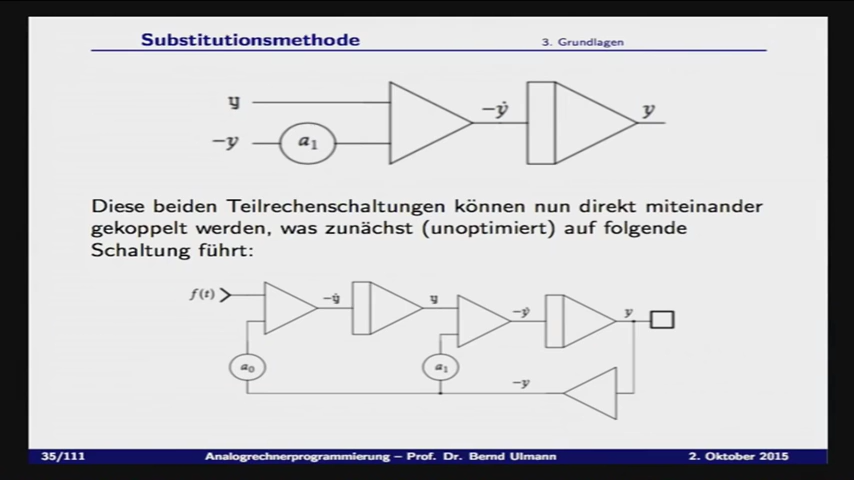 Substitutionsmethode
3. Grundlagen
y
−y
a₁
−ẏ
y
Diese beiden Teilrechenschaltungen können nun direkt miteinander
gekoppelt werden, was zunächst (unoptimiert) auf folgende
Schaltung führt:
f(t)
y
−ẏ
y
a₀
a₁
−y
35/111
Analogrechnerprogrammierung – Prof. Dr. Bernd Ulmann
2. Oktober 2015